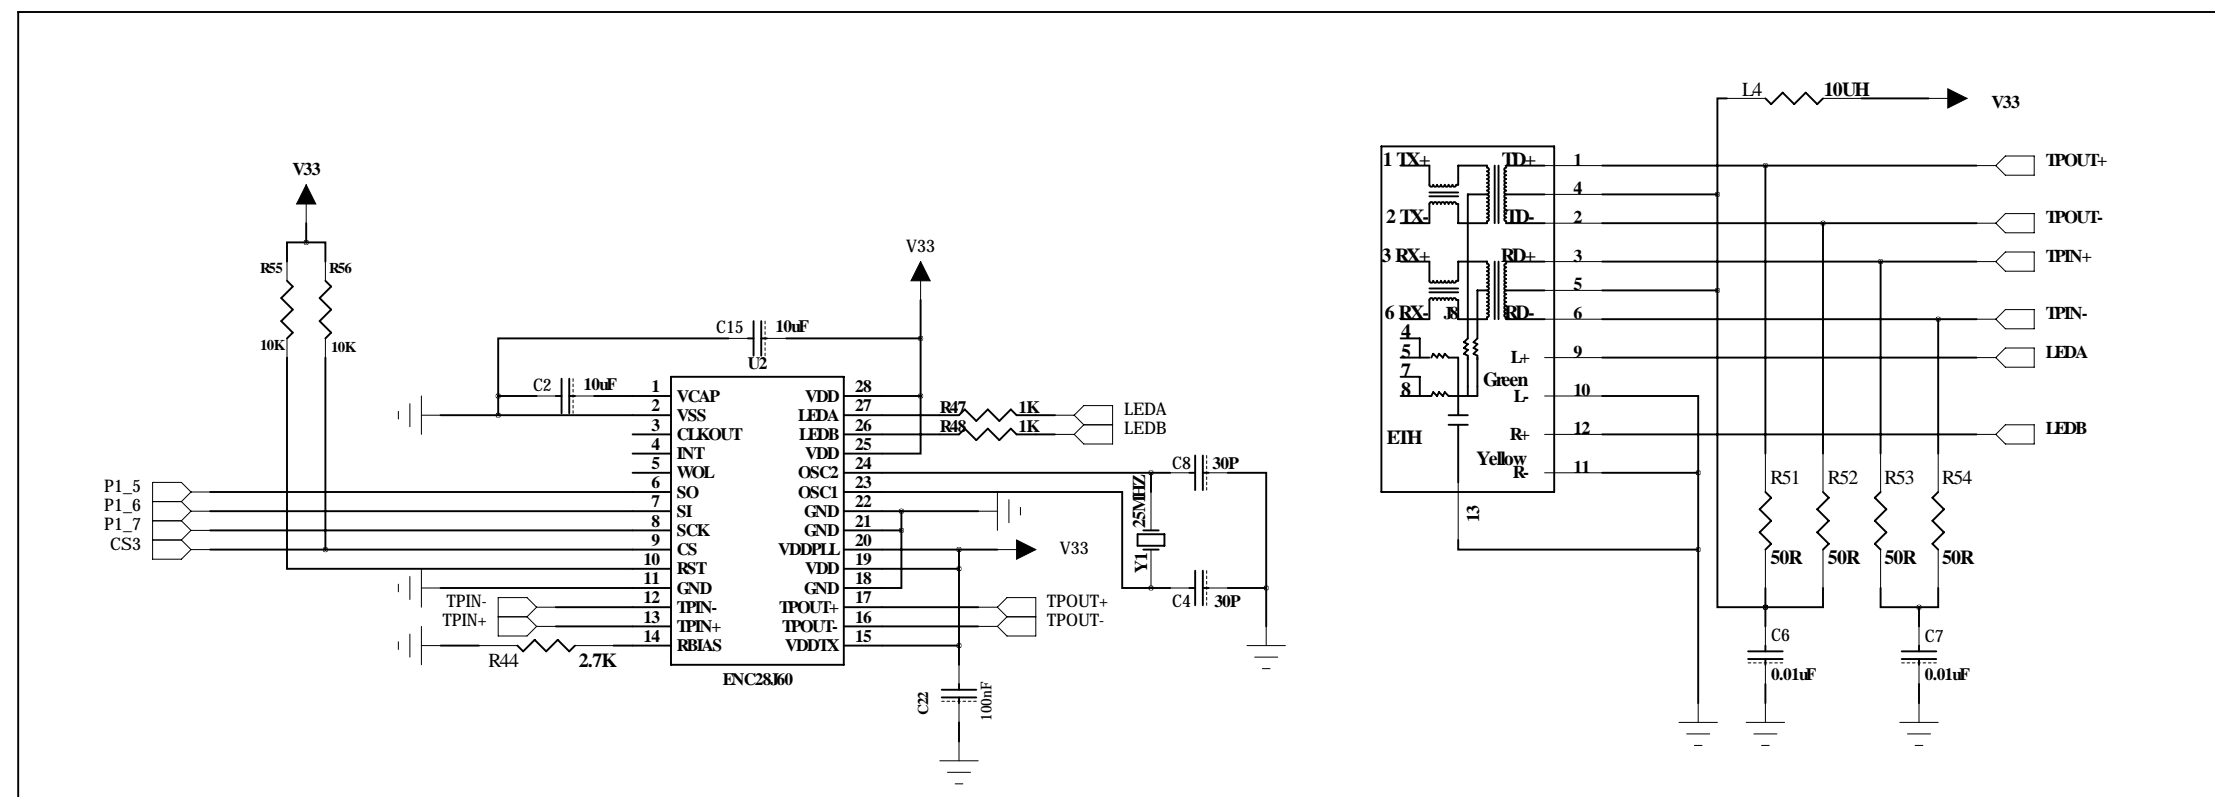 V33
R55 R56
10K 10K
V33
C15 10uF
U2
C2 10uF
1 VCAP VDD 28
2 VSS LEDA 27 R47 1K LEDA
3 CLKOUT LEDB 26 R48 1K LEDB
4 INT VDD 25
5 WOL OSC2 24
P1_5 6 SO OSC1 23
P1_6 7 SI GND 22
P1_7 8 SCK GND 21
CS3 9 CS VDDPLL 20 V33
10 RST VDD 19
11 GND GND 18
TPIN- 12 TPIN- TPOUT+ 17 TPOUT+
TPIN+ 13 TPIN+ TPOUT- 16 TPOUT-
R44 2.7K 14 RBIAS VDDTX 15
ENC28J60
C22 100nF
C8 30P
25MHZ
Y1
C4 30P
L4 10UH V33
1 TX+ TD+ 1 TPOUT+
4
2 TX- TD- 2 TPOUT-
3 RX+ RD+ 3 TPIN+
5
6 RX- J8 RD- 6 TPIN-
4
5 L+ 9 LEDA
7 Green
8 L- 10
ETH R+ 12 LEDB
Yellow
R- 11
13
R51 R52 R53 R54
50R 50R 50R 50R
C6 C7
0.01uF 0.01uF